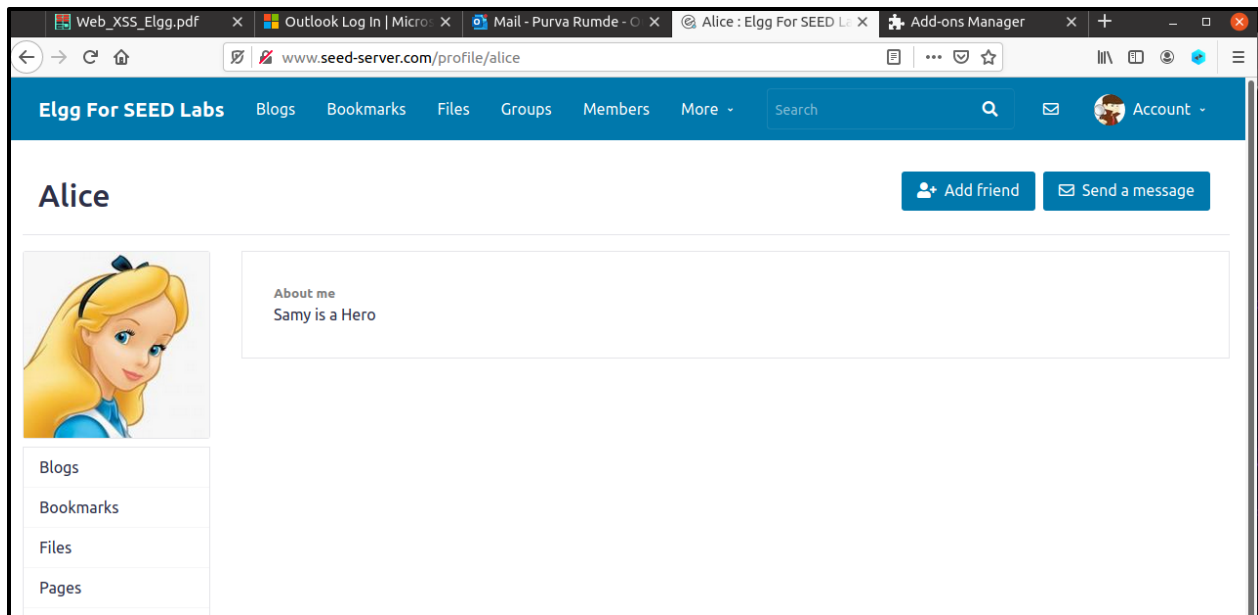 Web_XSS_Elgg.pdf
Outlook Log In | Micros
Mail - Purva Rumde - O
Alice : Elgg For SEED La
Add-ons Manager
www.seed-server.com/profile/alice
Elgg For SEED Labs Blogs Bookmarks Files Groups Members More Search Account
Alice
Add friend Send a message
About me
Samy is a Hero
Blogs
Bookmarks
Files
Pages